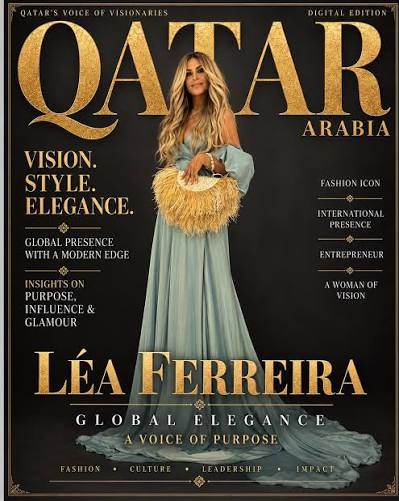 QATAR'S VOICE OF VISIONARIES
DIGITAL EDITION
QATAR
ARABIA
VISION.
STYLE.
ELEGANCE.
GLOBAL PRESENCE
WITH A MODERN EDGE
INSIGHTS ON
PURPOSE,
INFLUENCE &
GLAMOUR
FASHION ICON
INTERNATIONAL
PRESENCE
ENTREPRENEUR
A WOMAN OF
VISION
LÉA FERREIRA
GLOBAL ELEGANCE
A VOICE OF PURPOSE
FASHION • CULTURE • LEADERSHIP • IMPACT